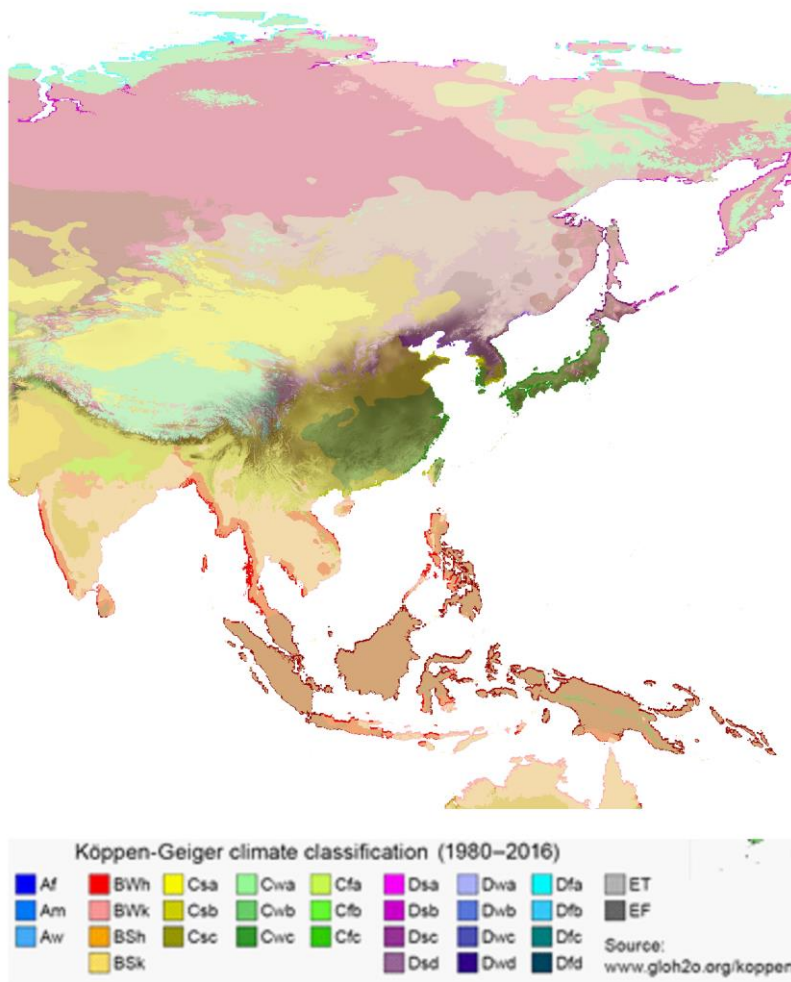 Köppen-Geiger climate classification (1980–2016)
Af BWh Csa Cwa Cfa Dsa Dwa Dfa ET
Am BWk Csb Cwb Cfb Dsb Dwb Dfb EF
Aw BSh Csc Cwc Cfc Dsc Dwc Dfc Source:
BSk Dsd Dwd Dfd www.gloh2o.org/koppen